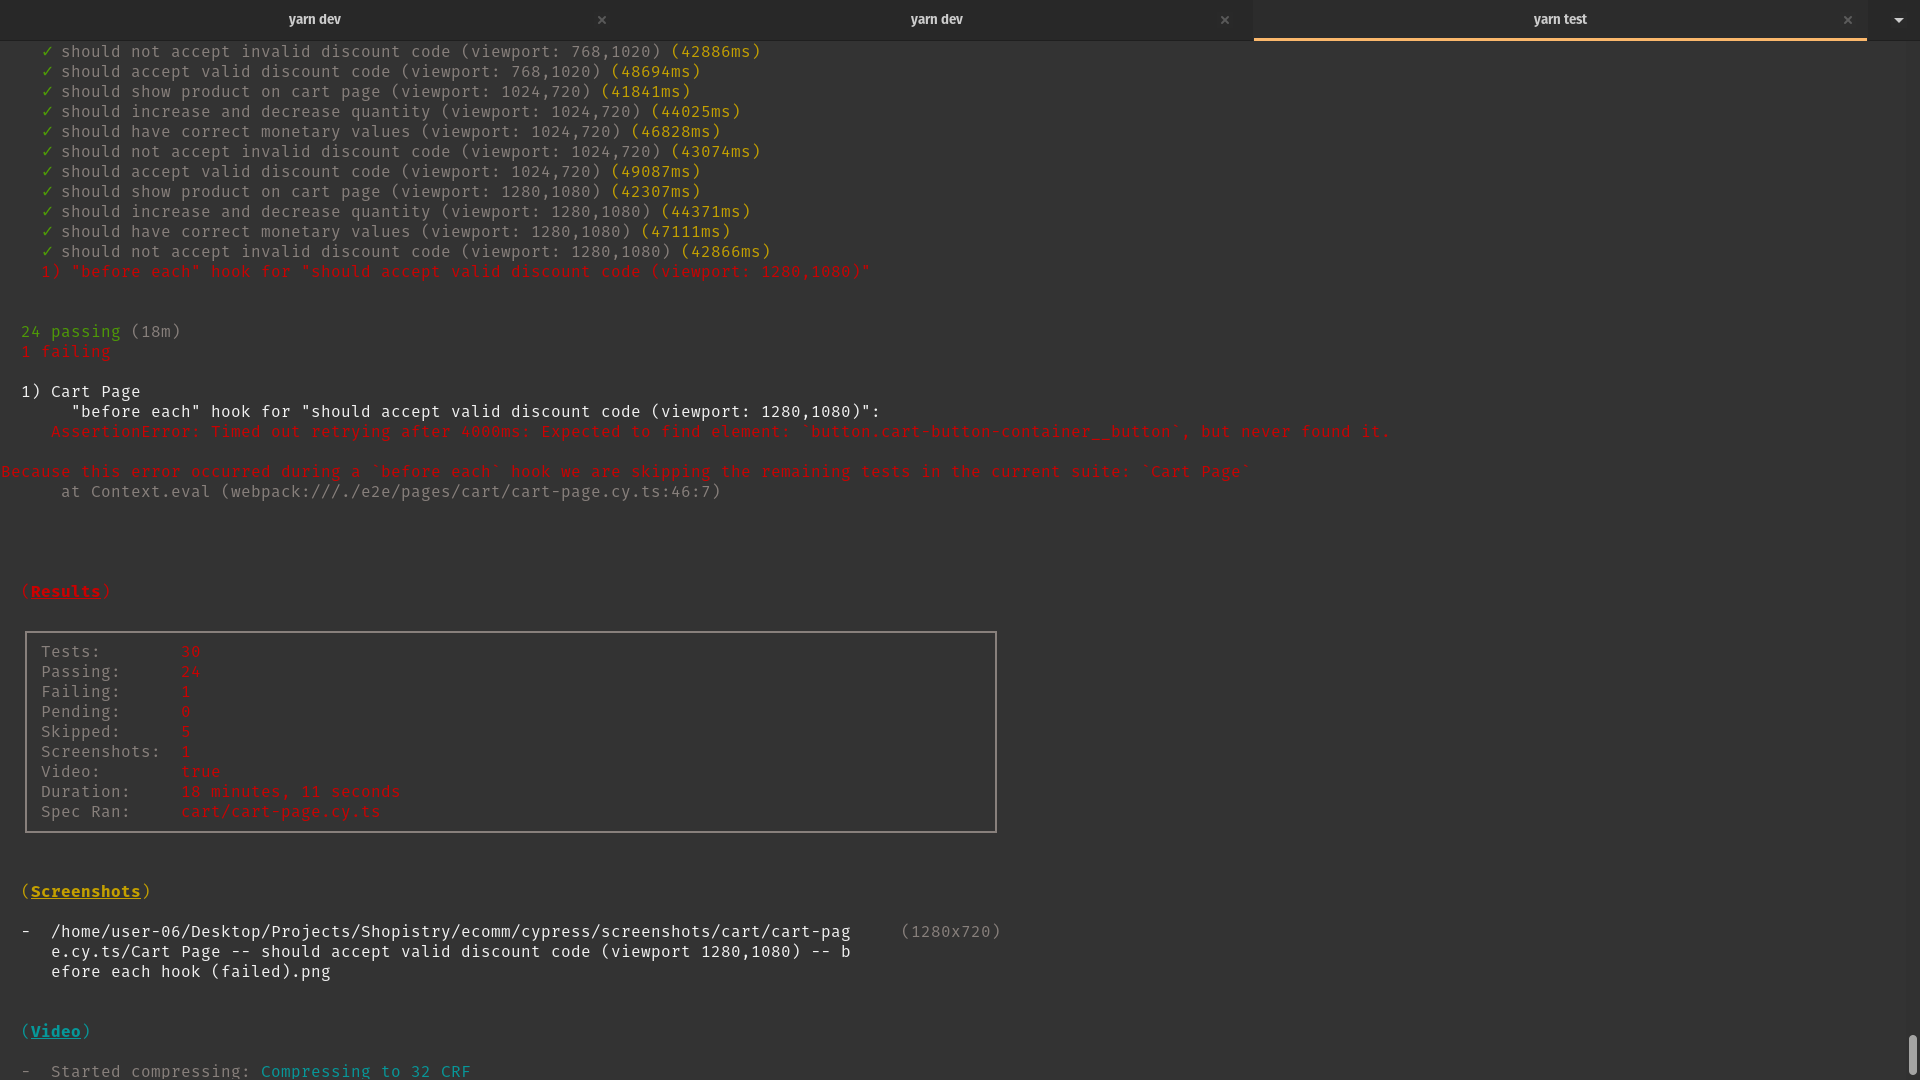 yarn dev × yarn dev × yarn test ×
✓ should not accept invalid discount code (viewport: 768,1020) (42886ms)
✓ should accept valid discount code (viewport: 768,1020) (48694ms)
✓ should show product on cart page (viewport: 1024,720) (41841ms)
✓ should increase and decrease quantity (viewport: 1024,720) (44025ms)
✓ should have correct monetary values (viewport: 1024,720) (46828ms)
✓ should not accept invalid discount code (viewport: 1024,720) (43074ms)
✓ should accept valid discount code (viewport: 1024,720) (49087ms)
✓ should show product on cart page (viewport: 1280,1080) (42307ms)
✓ should increase and decrease quantity (viewport: 1280,1080) (44371ms)
✓ should have correct monetary values (viewport: 1280,1080) (47111ms)
✓ should not accept invalid discount code (viewport: 1280,1080) (42866ms)
1) "before each" hook for "should accept valid discount code (viewport: 1280,1080)"
24 passing (18m)
1 failing
1) Cart Page
"before each" hook for "should accept valid discount code (viewport: 1280,1080)":
AssertionError: Timed out retrying after 4000ms: Expected to find element: `button.cart-button-container__button`, but never found it.
Because this error occurred during a `before each` hook we are skipping the remaining tests in the current suite: `Cart Page`
at Context.eval (webpack:///./e2e/pages/cart/cart-page.cy.ts:46:7)
(Results)
Tests: 30
Passing: 24
Failing: 1
Pending: 0
Skipped: 5
Screenshots: 1
Video: true
Duration: 18 minutes, 11 seconds
Spec Ran: cart/cart-page.cy.ts
(Screenshots)
- /home/user-06/Desktop/Projects/Shopistry/ecomm/cypress/screenshots/cart/cart-pag (1280x720)
e.cy.ts/Cart Page -- should accept valid discount code (viewport 1280,1080) -- b
efore each hook (failed).png
(Video)
- Started compressing: Compressing to 32 CRF